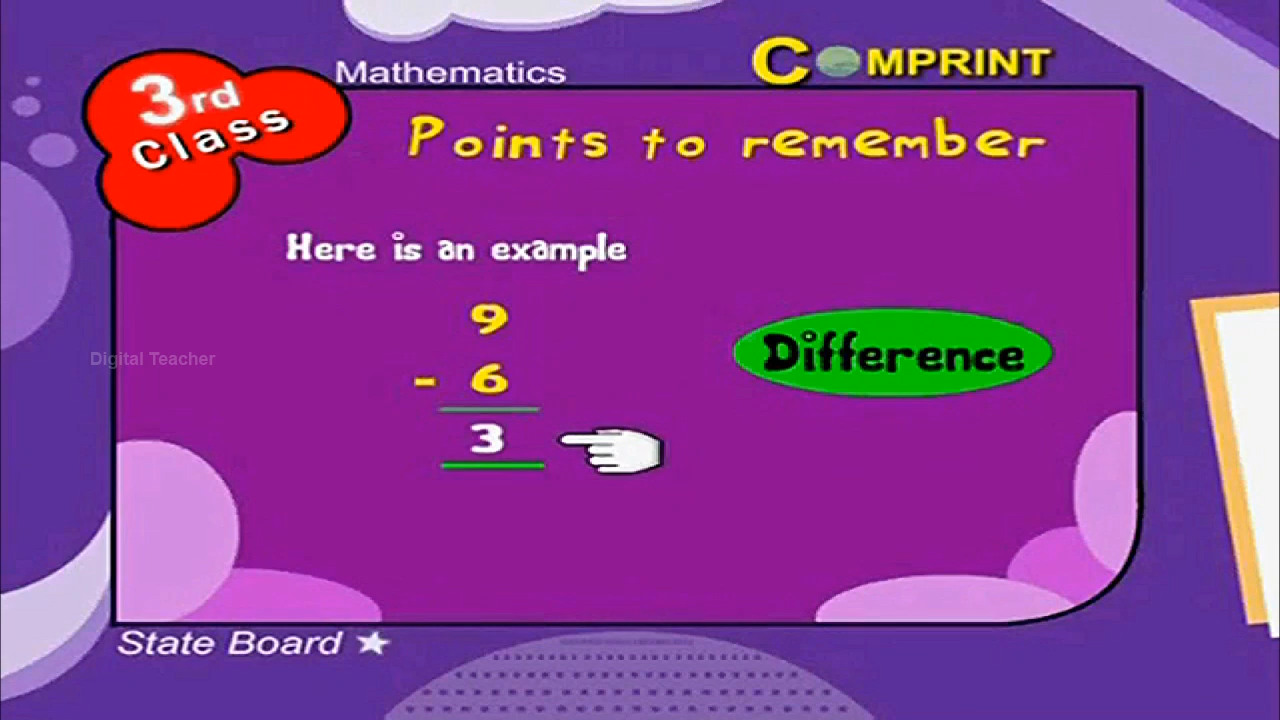 Mathematics
COMPRINT
3rd
Class
Points to remember
Here is an example
9
- 6
3
Difference
Digital Teacher
State Board